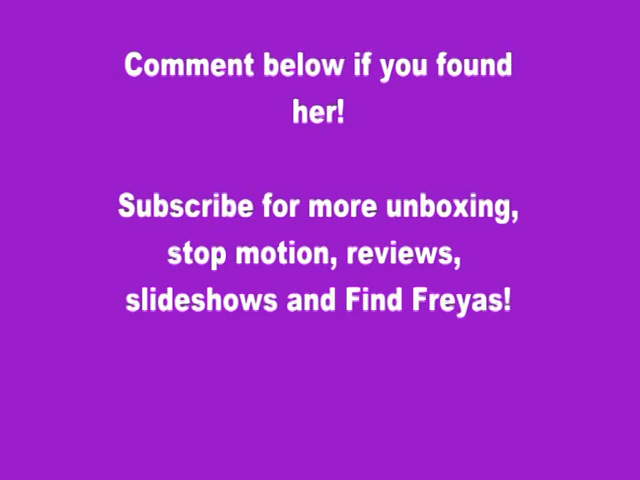 Comment below if you found
her!
Subscribe for more unboxing,
stop motion, reviews,
slideshows and Find Freyas!